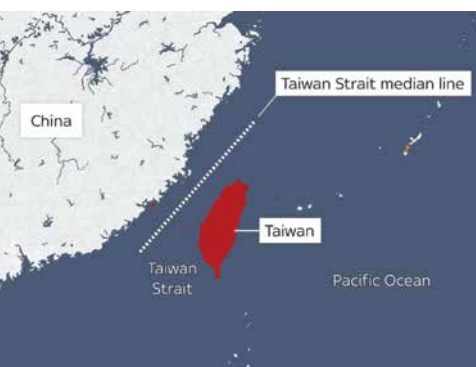 Taiwan Strait median line
China
Taiwan
Taiwan
Strait
Pacific Ocean